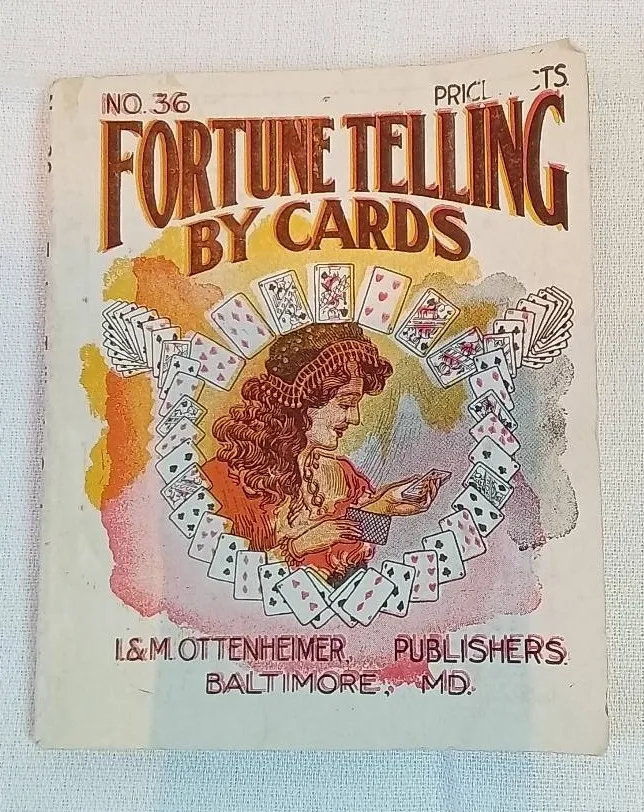 NO. 36
CTS.
FORTUNE TELLING
BY CARDS
I. & M. OTTENHEIMER, PUBLISHERS.
BALTIMORE, MD.